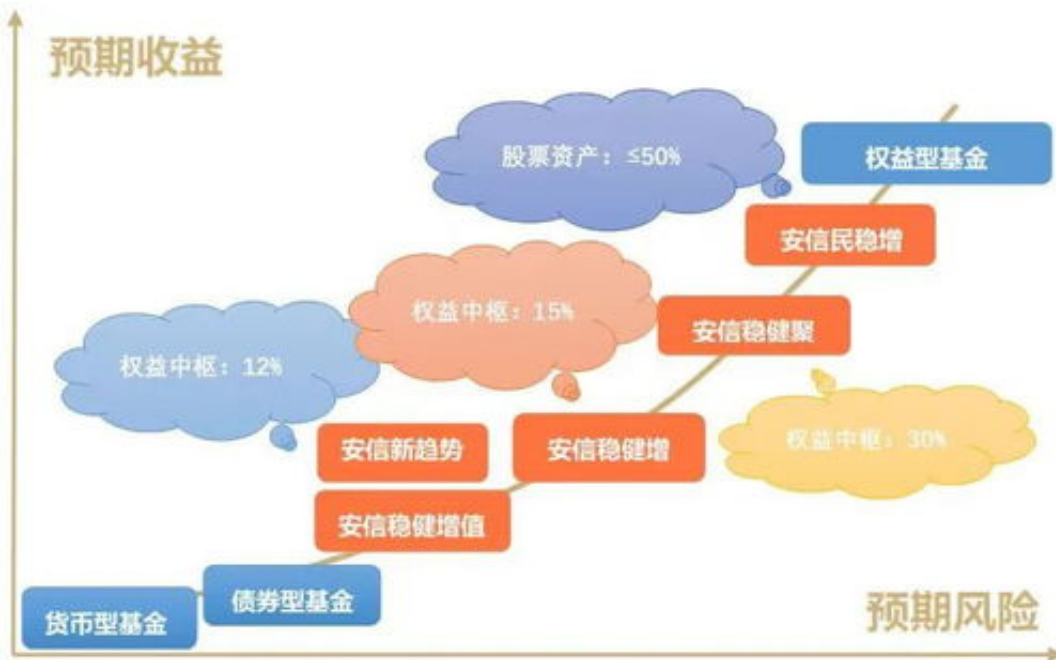 预期收益
股票资产：≤50%
权益型基金
安信民稳增
权益中枢：15%
安信稳健聚
权益中枢：12%
安信新趋势
安信稳健增
权益中枢：30%
安信稳健增值
债券型基金
货币型基金
预期风险